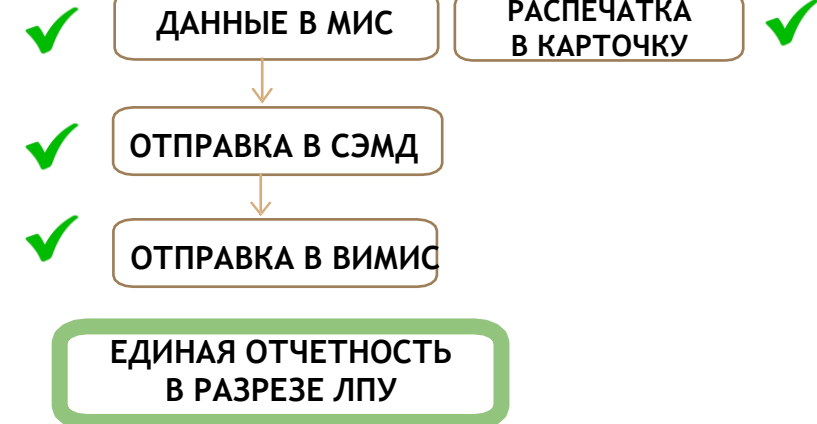 ДАННЫЕ В МИС
РАСПЕЧАТКА
В КАРТОЧКУ
ОТПРАВКА В СЭМД
ОТПРАВКА В ВИМИС
ЕДИНАЯ ОТЧЕТНОСТЬ
В РАЗРЕЗЕ ЛПУ